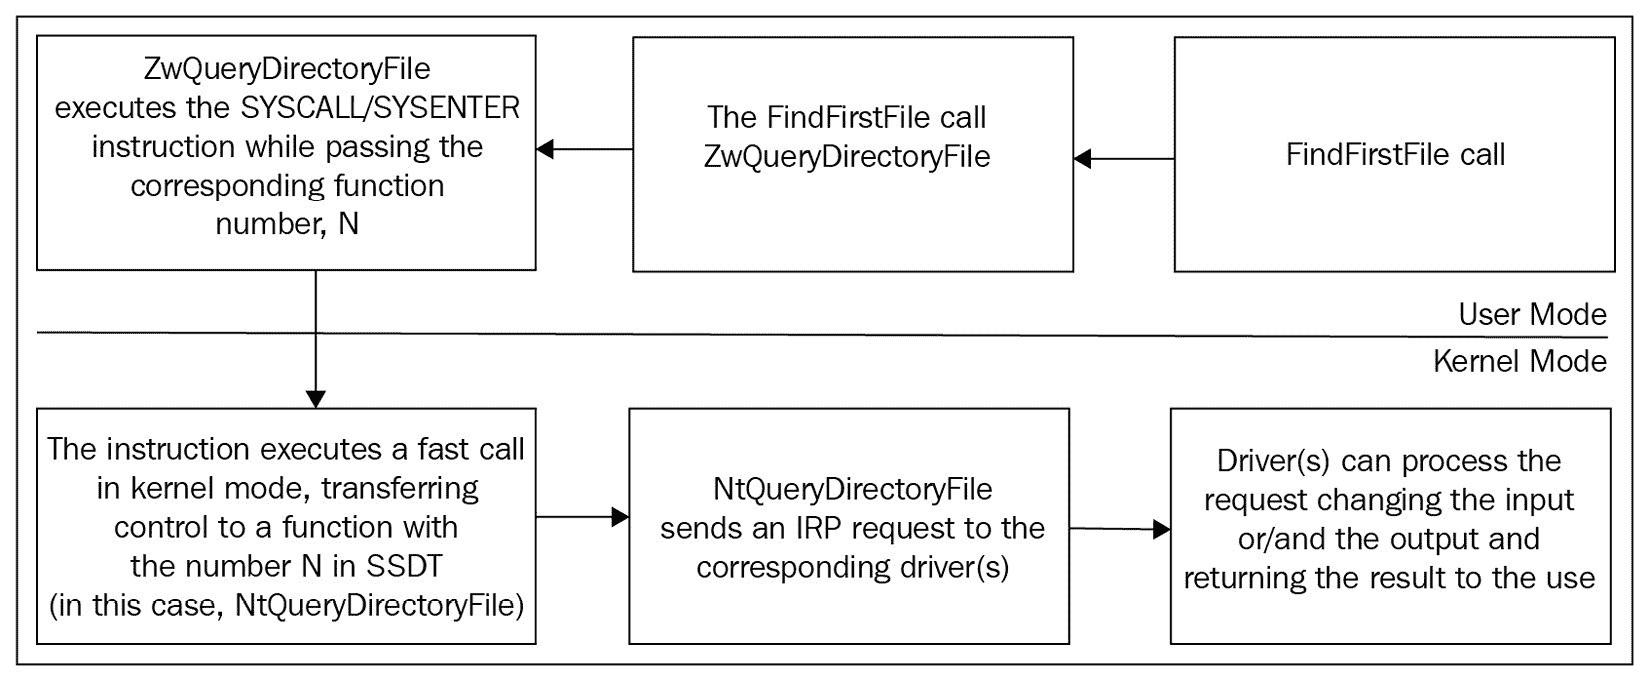 ZwQueryDirectoryFile
executes the SYSCALL/SYSENTER
instruction while passing the
corresponding function
number, N
The FindFirstFile call
ZwQueryDirectoryFile
FindFirstFile call
User Mode
Kernel Mode
The instruction executes a fast call
in kernel mode, transferring
control to a function with
the number N in SSDT
(in this case, NtQueryDirectoryFile)
NtQueryDirectoryFile
sends an IRP request to the
corresponding driver(s)
Driver(s) can process the
request changing the input
or/and the output and
returning the result to the use